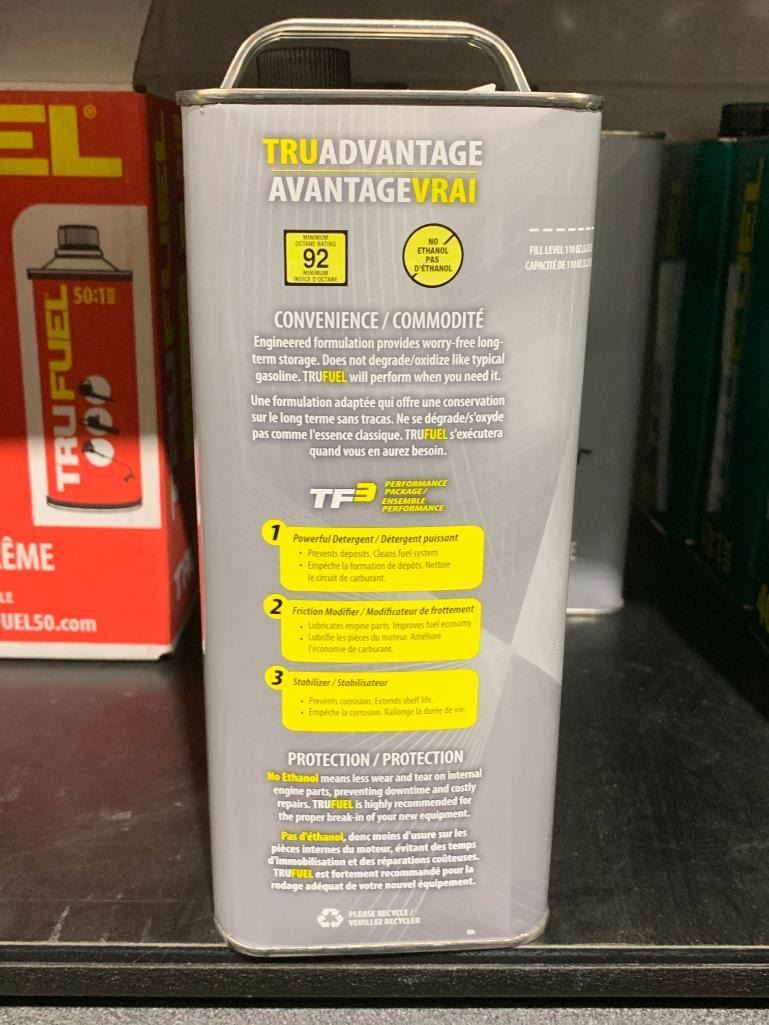 TRUADVANTAGE
AVANTAGEVRAI
MINIMUM
OCTANE RATING
92
MINIMUM
INDICE D'OCTANE
NO
ETHANOL
PAS
D'ÉTHANOL
FILL LEVEL 110 OZ
CAPACITÉ DE 110 OZ
CONVENIENCE / COMMODITÉ
Engineered formulation provides worry-free long-
term storage. Does not degrade/oxidize like typical
gasoline. TRUFUEL will perform when you need it.
Une formulation adaptée qui offre une conservation
sur le long terme sans tracas. Ne se dégrade/s'oxyde
pas comme l'essence classique. TRUFUEL s'exécutera
quand vous en aurez besoin.
TF3 PERFORMANCE
PACKAGE/
ENSEMBLE
PERFORMANCE
1 Powerful Detergent / Détergent puissant
• Prevents deposits. Cleans fuel system
• Empêche la formation de dépôts. Nettoie
le circuit de carburant.
2 Friction Modifier / Modificateur de frottement
• Lubricates engine parts. Improves fuel economy
• Lubrifie les pièces du moteur. Améliore
l'économie de carburant.
3 Stabilizer / Stabilisateur
• Prevents corrosion. Extends shelf life.
• Empêche la corrosion. Rallonge la durée de vie.
PROTECTION / PROTECTION
No Ethanol means less wear and tear on internal
engine parts, preventing downtime and costly
repairs. TRUFUEL is highly recommended for
the proper break-in of your new equipment.
Pas d'éthanol, donc moins d'usure sur les
pièces internes du moteur, évitant des temps
d'immobilisation et des réparations coûteuses.
TRUFUEL est fortement recommandé pour la
rodage adéquat de votre nouvel équipement.
PLEASE RECYCLE /
VEUILLEZ RECYCLER
EL®
50:1
TRUFUEL
ÊME
LE
UEL50.com